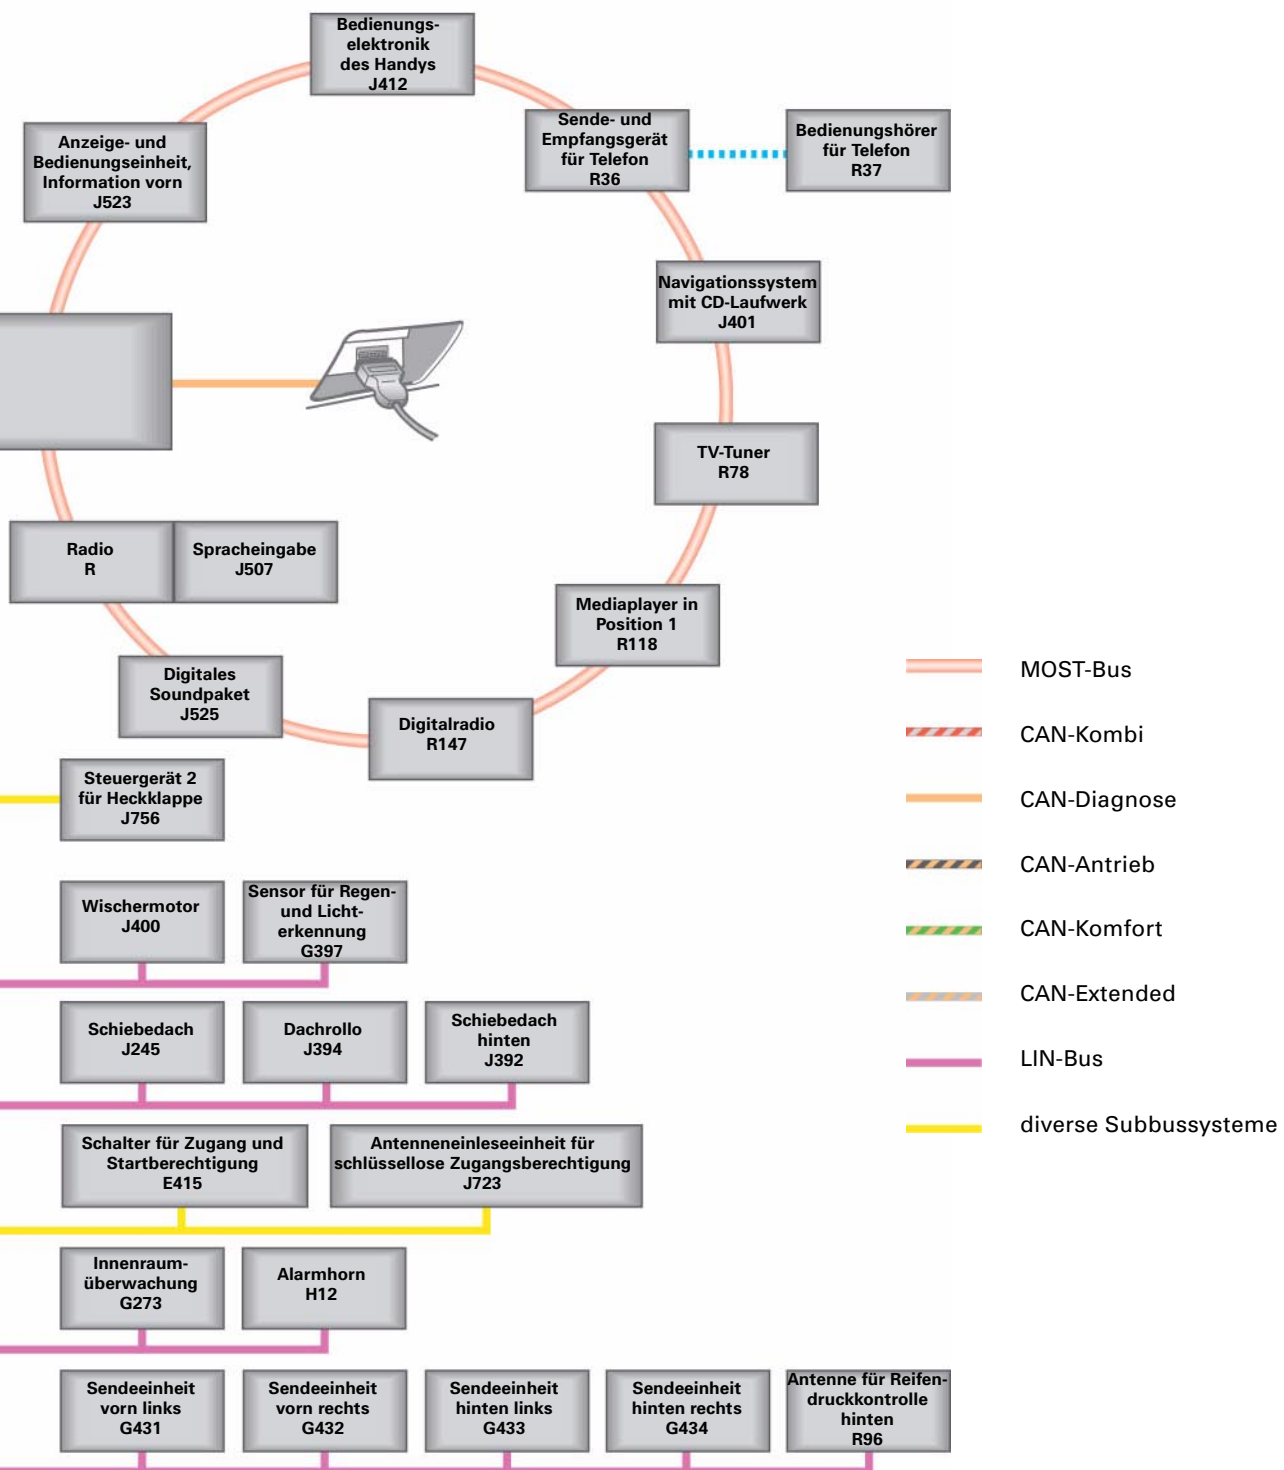 Bedienungs-
elektronik
des Handys
J412
Sende- und
Empfangsgerät
für Telefon
R36
Bedienungshörer
für Telefon
R37
Anzeige- und
Bedienungseinheit,
Information vorn
J523
Navigationssystem
mit CD-Laufwerk
J401
TV-Tuner
R78
Radio
R
Spracheingabe
J507
Mediaplayer in
Position 1
R118
Digitales
Soundpaket
J525
Digitalradio
R147
Steuergerät 2
für Heckklappe
J756
Wischermotor
J400
Sensor für Regen-
und Licht-
erkennung
G397
Schiebedach
J245
Dachrollo
J394
Schiebedach
hinten
J392
Schalter für Zugang und
Startberechtigung
E415
Antenneneinleseeinheit für
schlüssellose Zugangsberechtigung
J723
Innenraum-
überwachung
G273
Alarmhorn
H12
Sendeeinheit
vorn links
G431
Sendeeinheit
vorn rechts
G432
Sendeeinheit
hinten links
G433
Sendeeinheit
hinten rechts
G434
Antenne für Reifen-
druckkontrolle
hinten
R96
MOST-Bus
CAN-Kombi
CAN-Diagnose
CAN-Antrieb
CAN-Komfort
CAN-Extended
LIN-Bus
diverse Subbussysteme